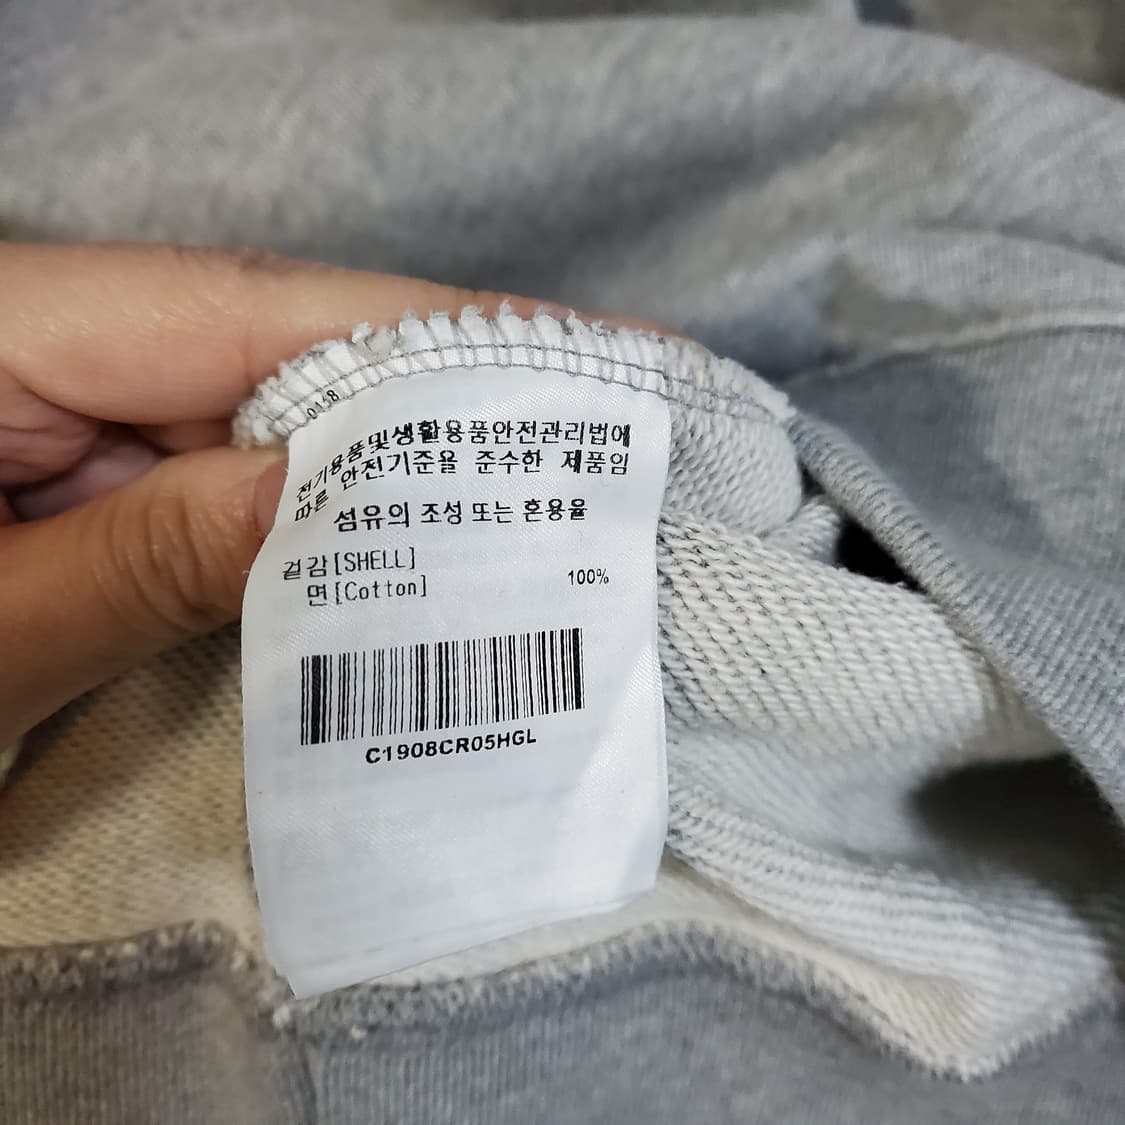 0118
전기용품및생활용품안전관리법에
따른 안전기준을 준수한 제품임
섬유의 조성 또는 혼용율
겉감[SHELL]
면[Cotton] 100%
C1908CR05HGL